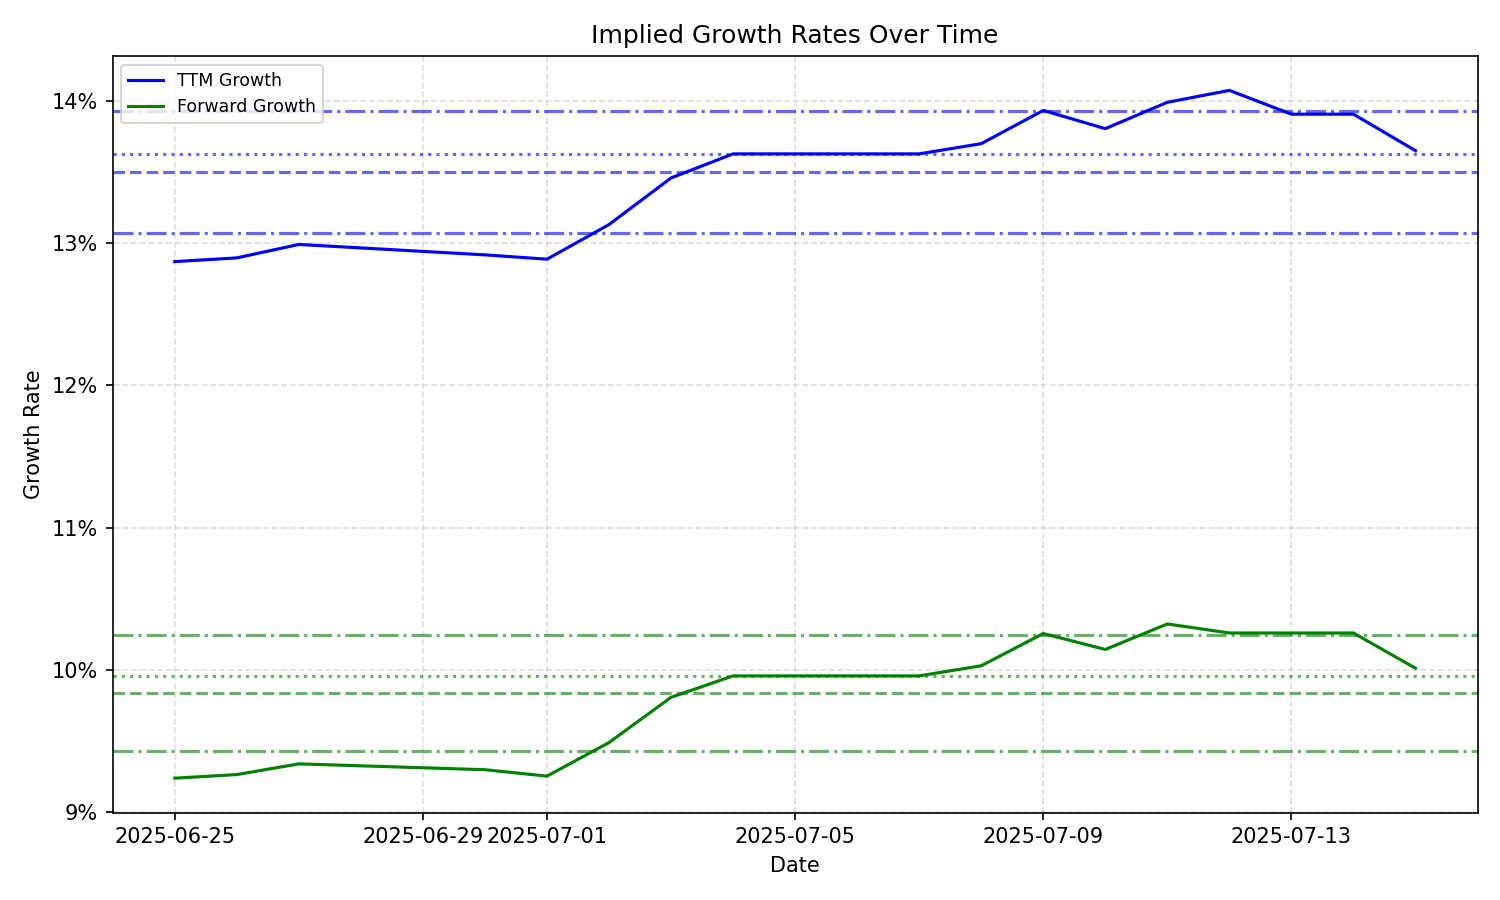 Implied Growth Rates Over Time
TTM Growth
Forward Growth
Growth Rate
14%
13%
12%
11%
10%
9%
2025-06-25
2025-06-29
2025-07-01
2025-07-05
2025-07-09
2025-07-13
Date